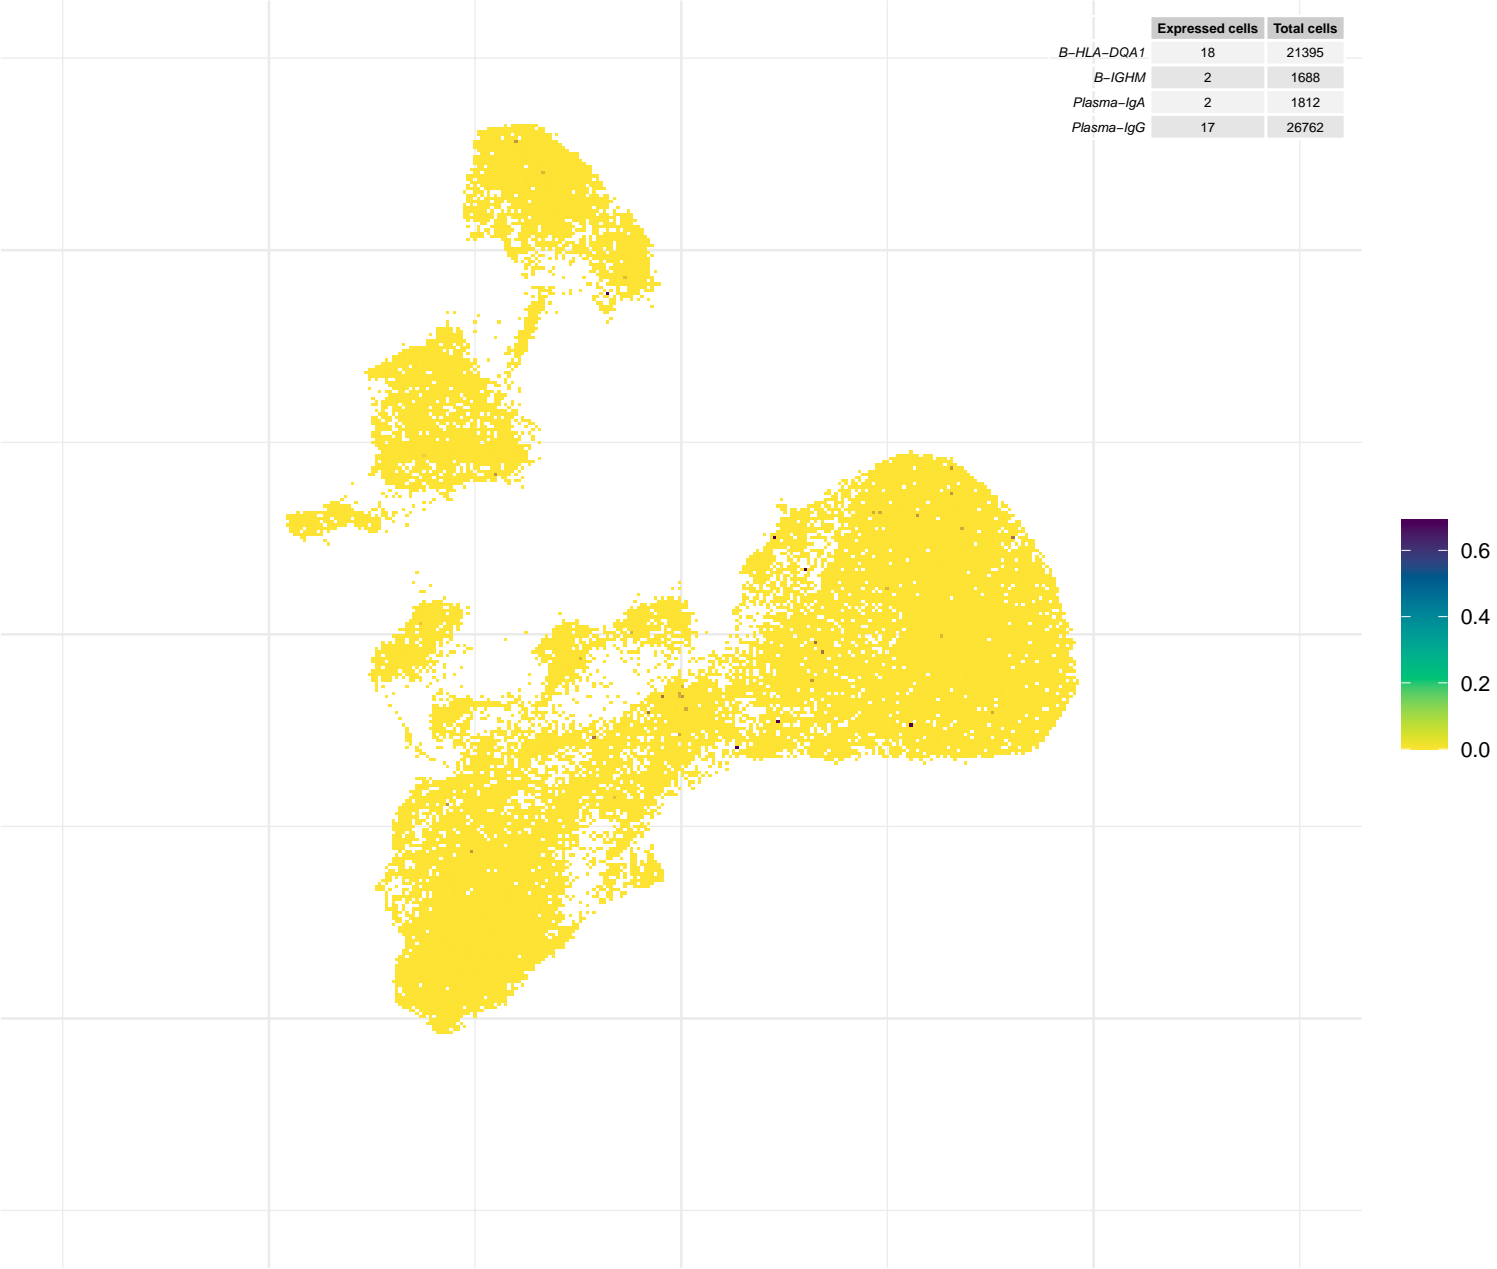 Expressed cells Total cells
B−HLA−DQA1 18 21395
B−IGHM 2 1688
Plasma−IgA 2 1812
Plasma−IgG 17 26762
0.6
0.4
0.2
0.0